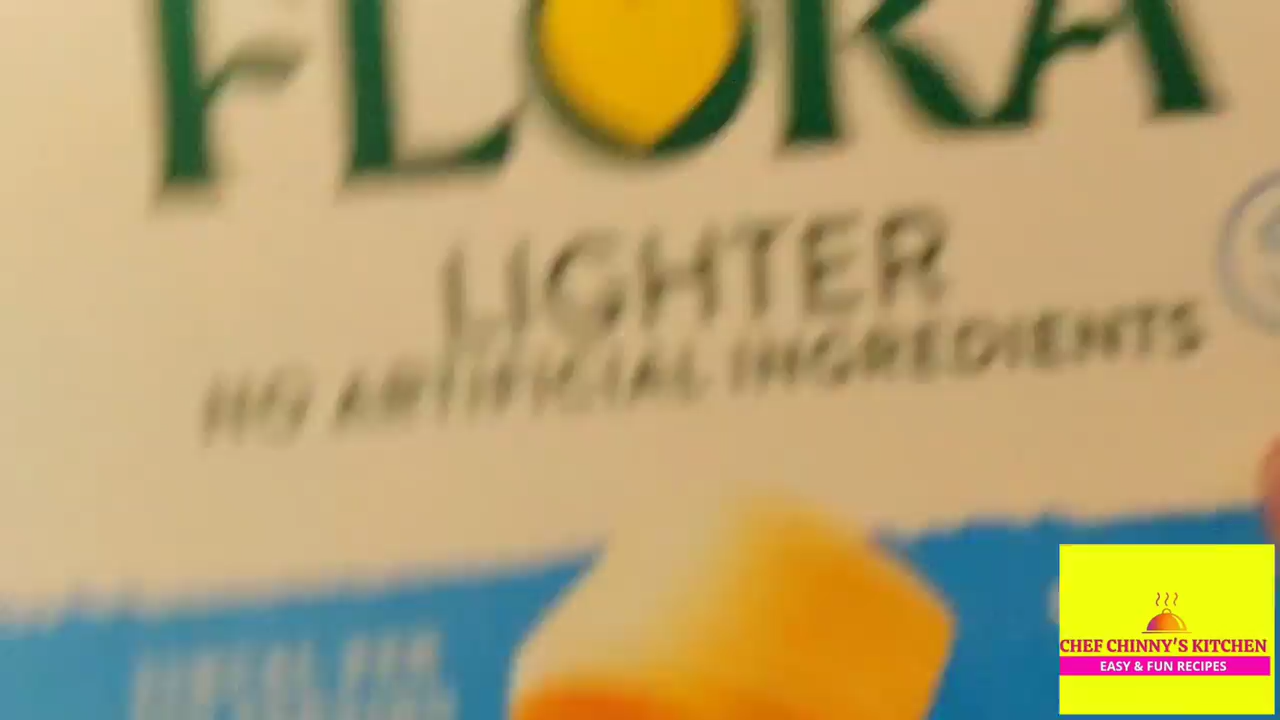 FLORA
LIGHTER
NO ARTIFICIAL INGREDIENTS
CHEF CHINNY'S KITCHEN
EASY & FUN RECIPES